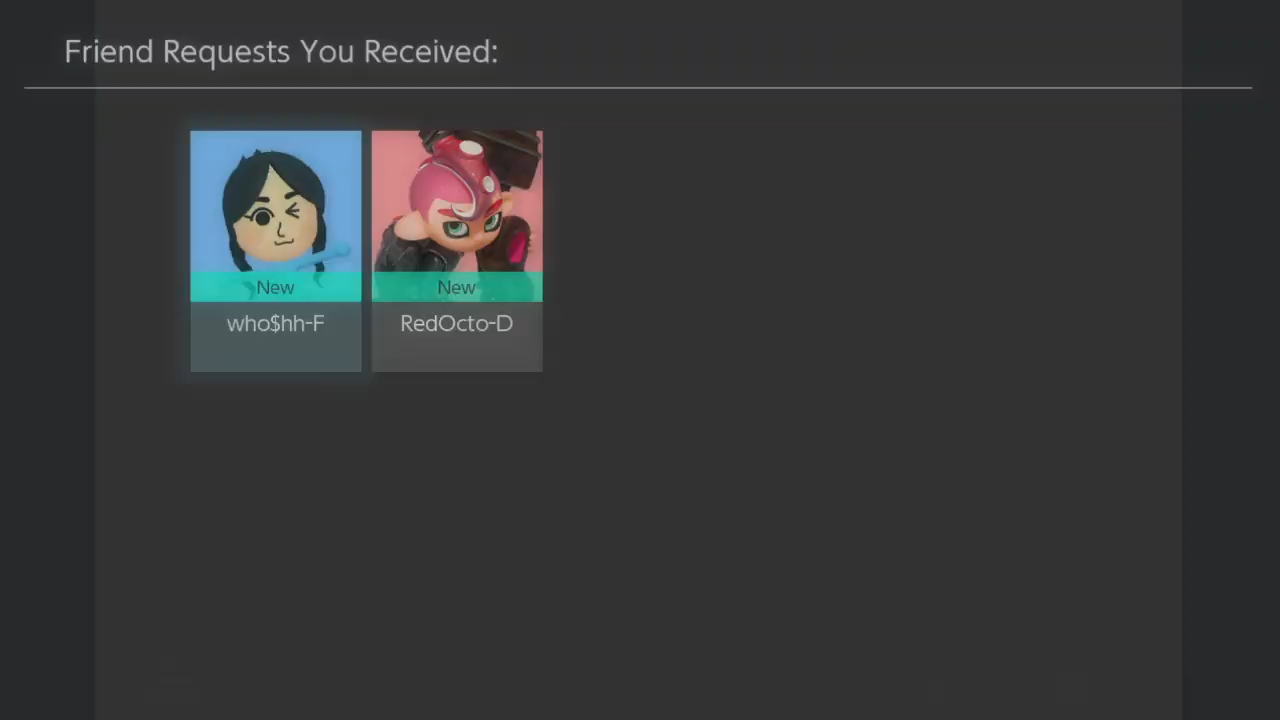 Friend Requests You Received:
New
New
who$hh-F
RedOcto-D